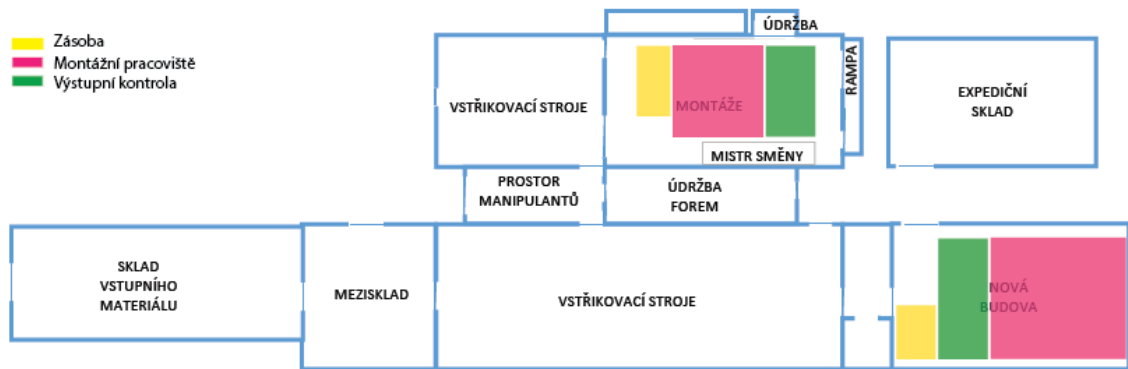 Zásoba
Montážní pracoviště
Výstupní kontrola
ÚDRŽBA
VSTŘIKOVACÍ STROJE
MONTÁŽE
RAMPA
EXPEDIČNÍ
SKLAD
MISTR SMĚNY
PROSTOR
MANIPULANTŮ
ÚDRŽBA
FOREM
SKLAD
VSTUPNÍHO
MATERIÁLU
MEZISKLAD
VSTŘIKOVACÍ STROJE
NOVÁ
BUDOVA